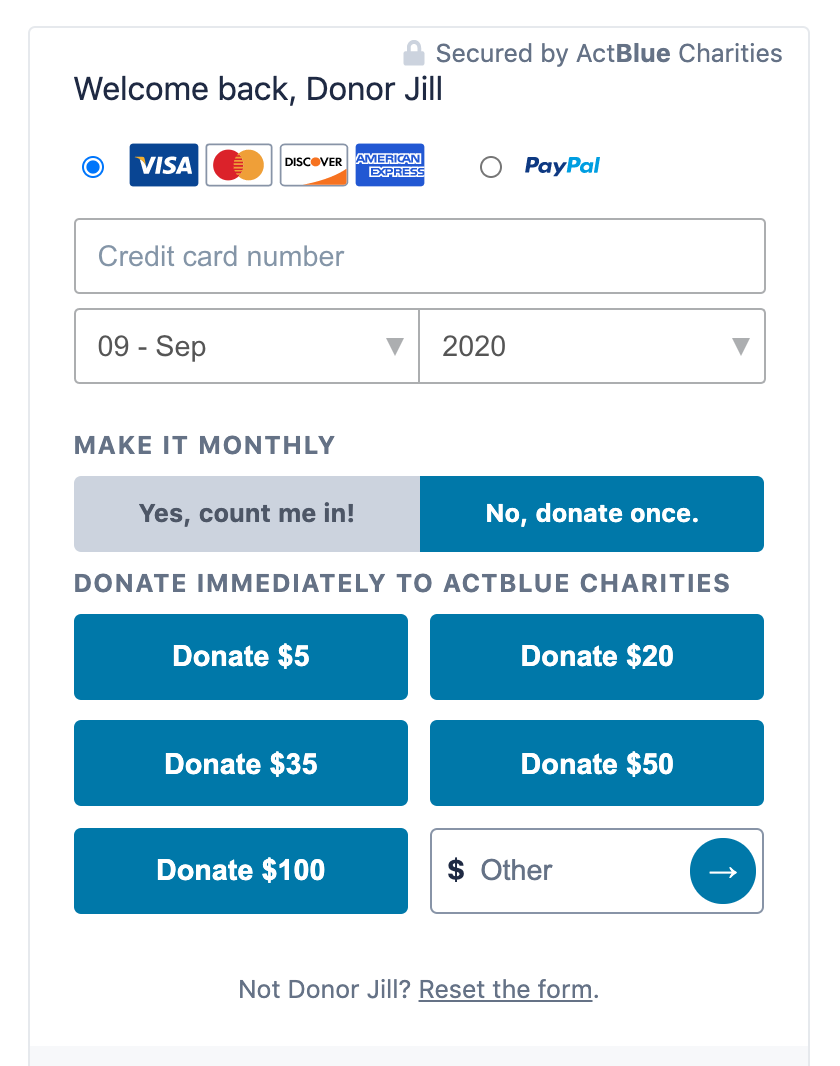 Secured by ActBlue Charities
Welcome back, Donor Jill
VISA DISCOVER AMERICAN EXPRESS PayPal
Credit card number
09 - Sep ▼ 2020 ▼
MAKE IT MONTHLY
Yes, count me in! No, donate once.
DONATE IMMEDIATELY TO ACTBLUE CHARITIES
Donate $5 Donate $20
Donate $35 Donate $50
Donate $100 $ Other →
Not Donor Jill? Reset the form.